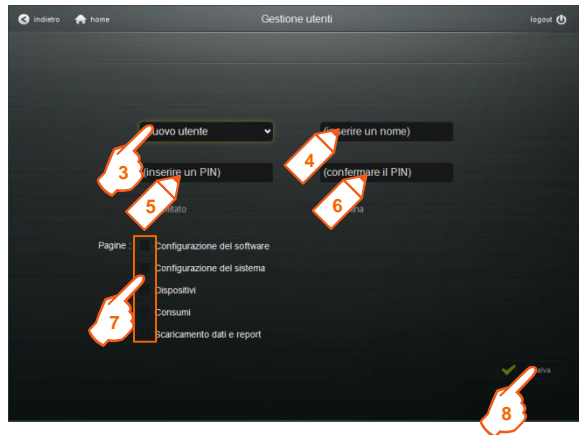 indietro home Gestione utenti logout
uovo utente (inserire un nome)
3 4
(inserire un PIN) (confermare il PIN)
5 6
Pagine : Configurazione del software
Configurazione del sistema
Dispositivi
7 Consumi
Scaricamento dati e report
8